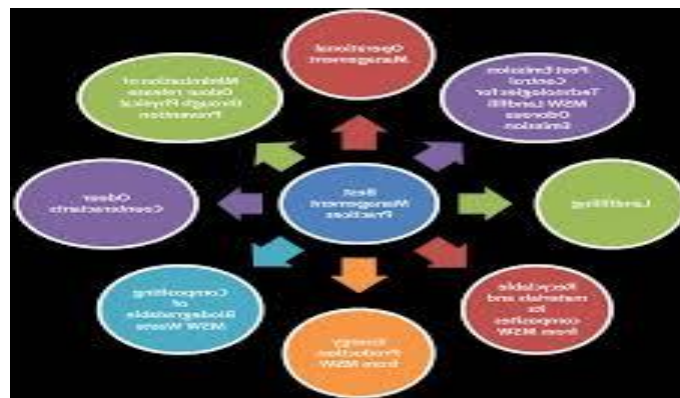 Operational
Management
Post Emission
Control
Technologies for
MSW Landfill
Odorous
Emission
Landfilling
Recyclable
materials and
its
composites
from MSW
Energy
Production
from MSW
Composting
of
Biodegradable
MSW Waste
Odor
Counteractants
Minimization of
Odour release
through Physical
Prevention
Best
Management
Practices